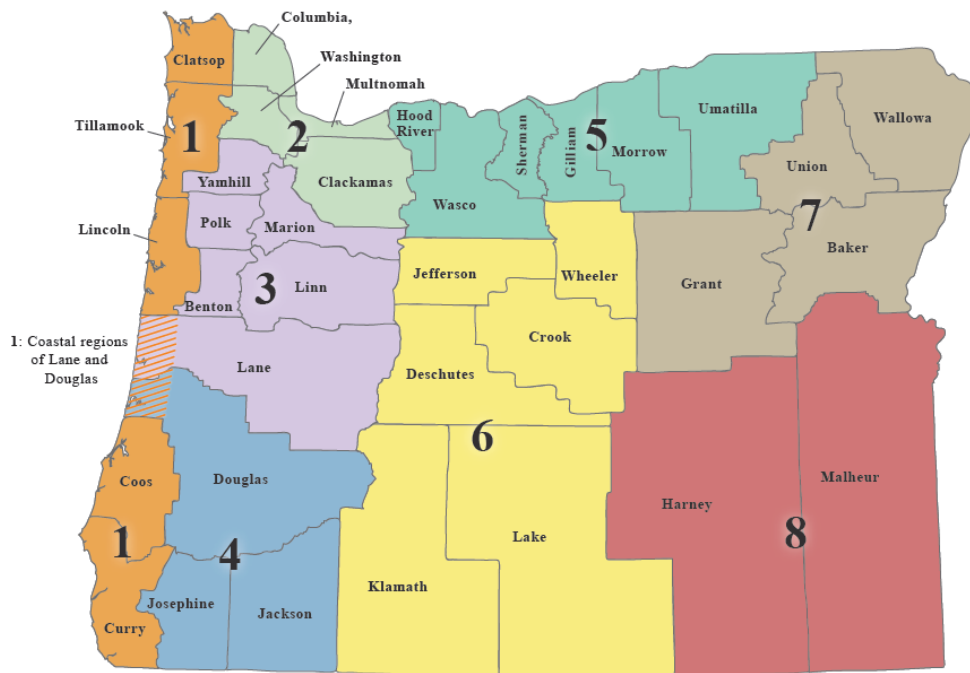 Columbia,
Washington
Multnomah
Clatsop
Tillamook
1
2
Hood
River
Sherman
Gilliam
5
Morrow
Umatilla
Wallowa
Union
Yamhill
Clackamas
Wasco
7
Lincoln
Polk
Marion
Baker
Jefferson
Wheeler
Grant
3
Linn
Benton
1: Coastal regions
of Lane and
Douglas
Lane
Crook
Deschutes
6
Coos
Douglas
Malheur
Harney
1
4
Lake
8
Klamath
Josephine
Jackson
Curry